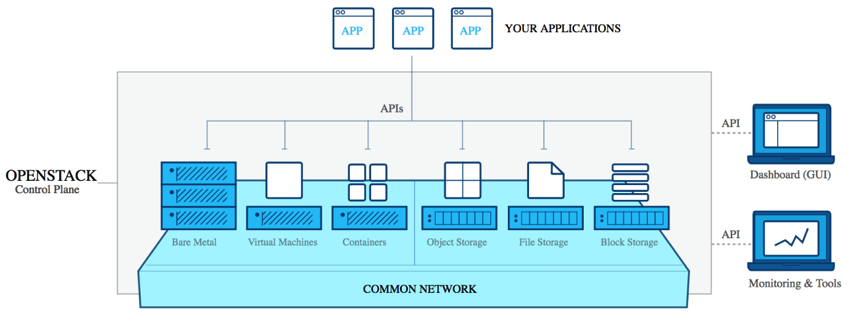 APP APP APP YOUR APPLICATIONS
APIs
API
Dashboard (GUI)
OPENSTACK
Control Plane
Bare Metal Virtual Machines Containers Object Storage File Storage Block Storage
API
Monitoring & Tools
COMMON NETWORK